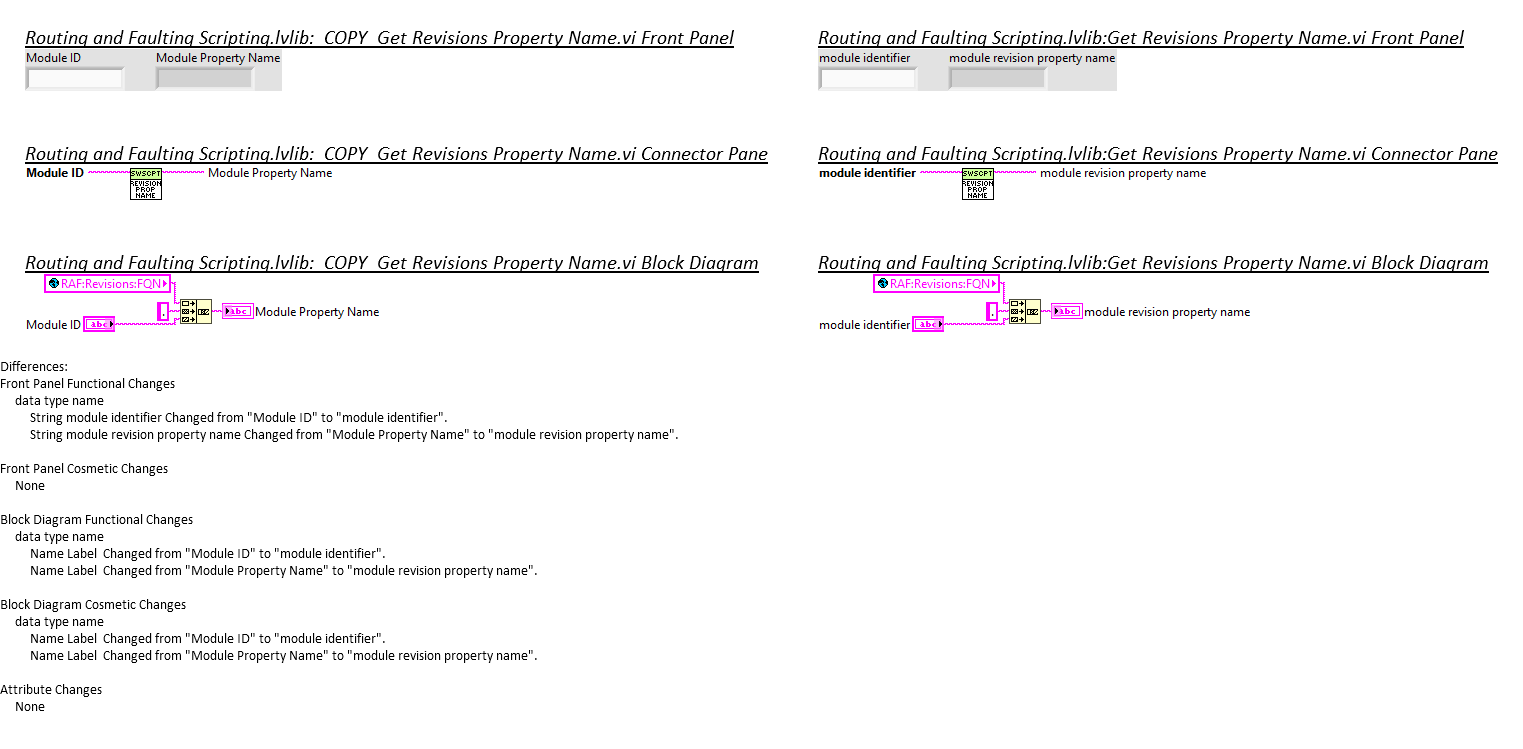 Routing and Faulting Scripting.lvlib:  COPY  Get Revisions Property Name.vi Front Panel
Module ID
Module Property Name
Routing and Faulting Scripting.lvlib:Get Revisions Property Name.vi Front Panel
module identifier
module revision property name
Routing and Faulting Scripting.lvlib:  COPY  Get Revisions Property Name.vi Connector Pane
Module ID
SWSCPT
REVISION
PROP
NAME
Module Property Name
Routing and Faulting Scripting.lvlib:Get Revisions Property Name.vi Connector Pane
module identifier
SWSCPT
REVISION
PROP
NAME
module revision property name
Routing and Faulting Scripting.lvlib:  COPY  Get Revisions Property Name.vi Block Diagram
RAF:Revisions:FQN
.
abc
Module Property Name
Module ID
abc
Routing and Faulting Scripting.lvlib:Get Revisions Property Name.vi Block Diagram
RAF:Revisions:FQN
.
abc
module revision property name
module identifier
abc
Differences:
Front Panel Functional Changes
data type name
String module identifier Changed from "Module ID" to "module identifier".
String module revision property name Changed from "Module Property Name" to "module revision property name".
Front Panel Cosmetic Changes
None
Block Diagram Functional Changes
data type name
Name Label  Changed from "Module ID" to "module identifier".
Name Label  Changed from "Module Property Name" to "module revision property name".
Block Diagram Cosmetic Changes
data type name
Name Label  Changed from "Module ID" to "module identifier".
Name Label  Changed from "Module Property Name" to "module revision property name".
Attribute Changes
None